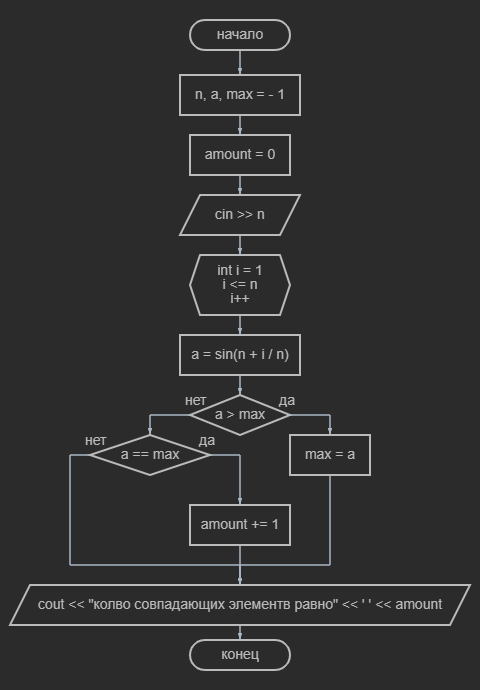 начало
n, a, max = - 1
amount = 0
cin >> n
int i = 1
i <= n
i++
a = sin(n + i / n)
нет
да
a > max
нет
да
a == max
max = a
amount += 1
cout << "колво совпадающих элементв равно" << ' ' << amount
конец